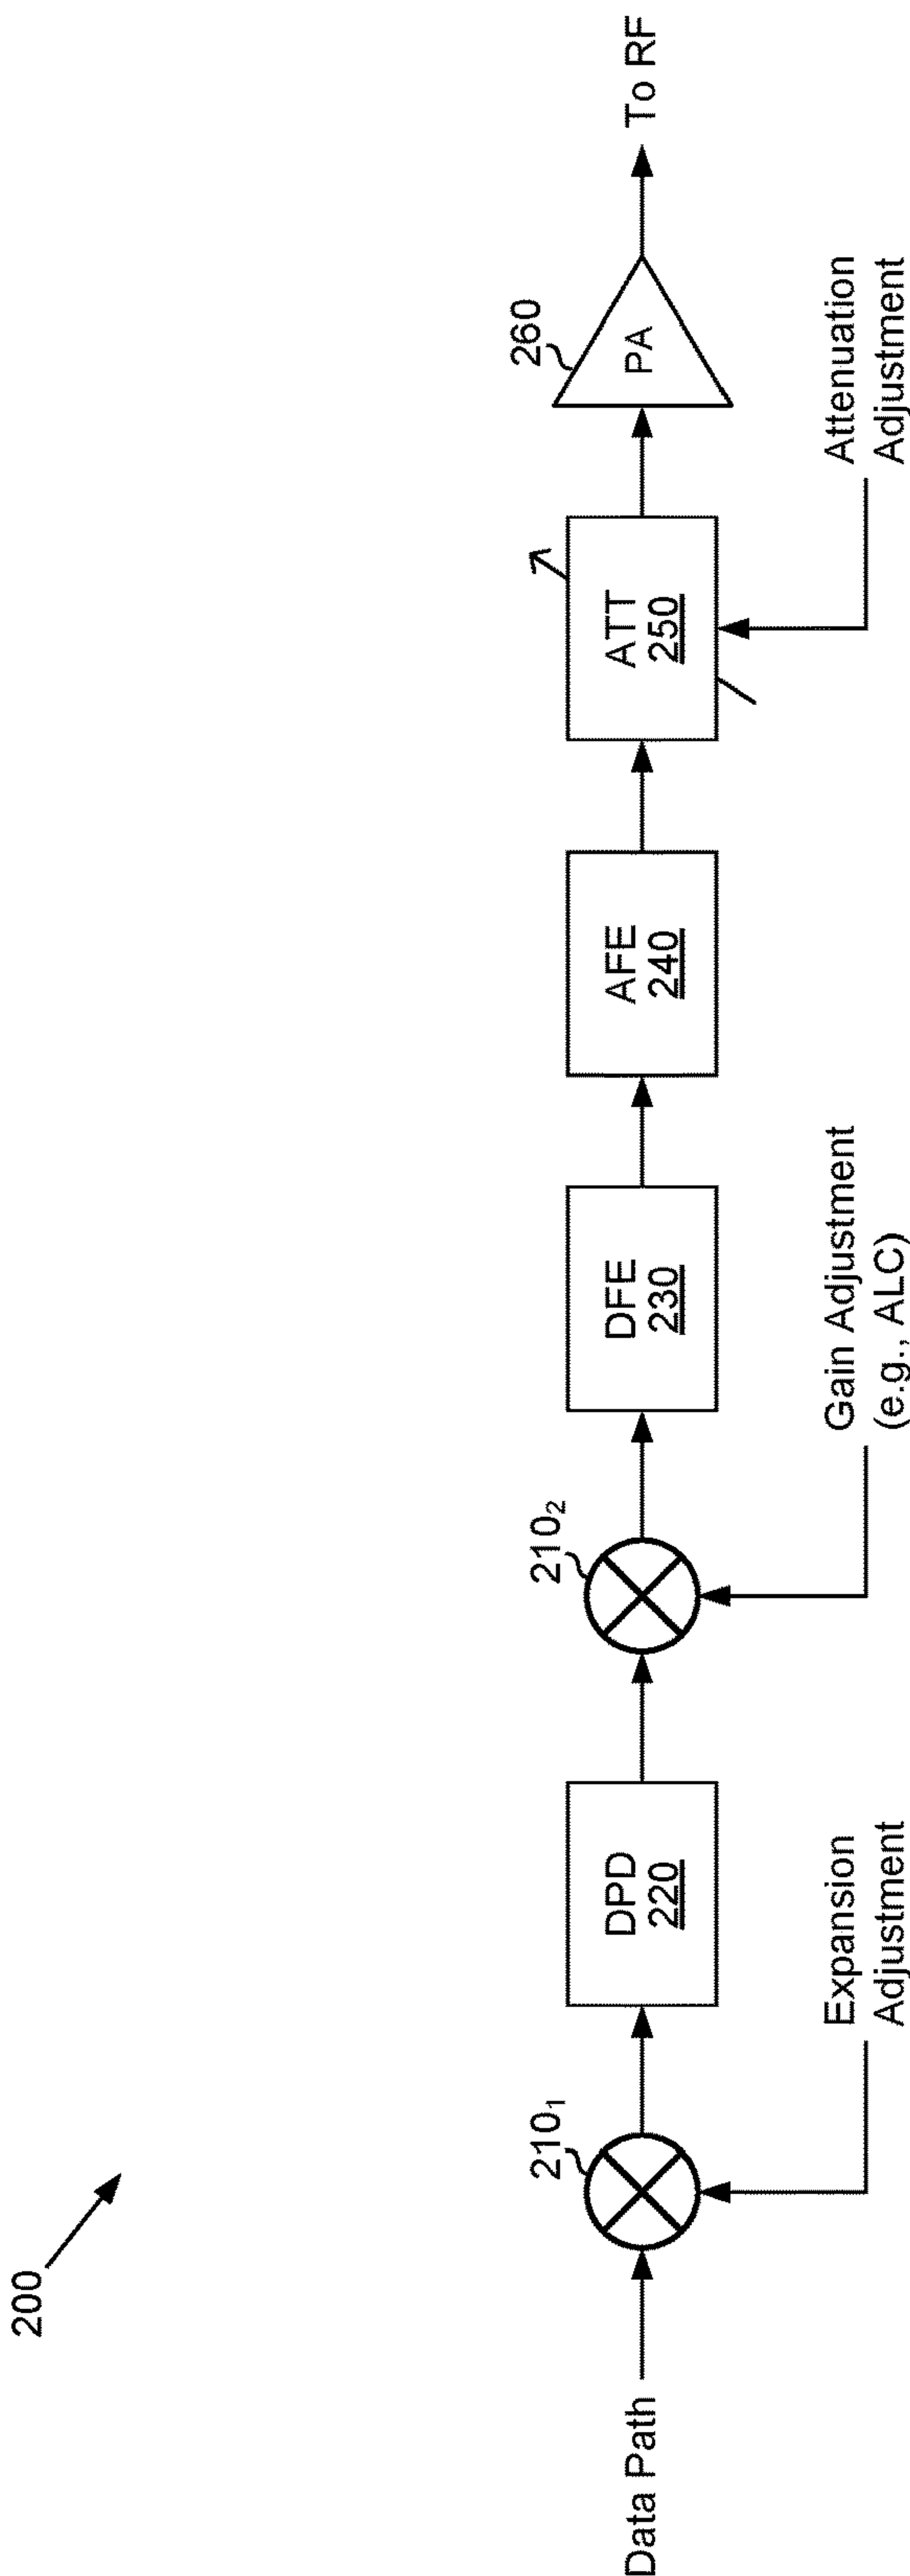 200
Data Path
210₁
Expansion
Adjustment
DPD
220
210₂
Gain Adjustment
(e.g., ALC)
DFE
230
AFE
240
ATT
250
Attenuation
Adjustment
260
PA
To RF